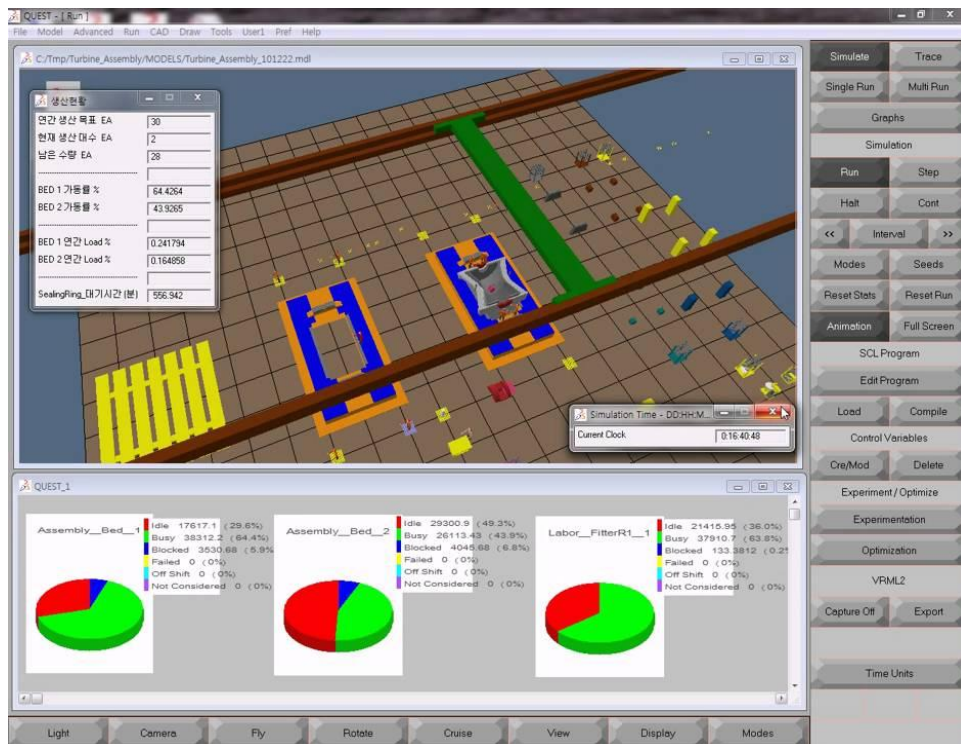 QUEST - [ Run ]
File Model Advanced Run CAD Draw Tools User1 Pref Help
C:/Tmp/Turbine_Assembly/MODELS/Turbine_Assembly_101222.mdl
생산현황
연간 생산 목표 EA 30
현재 생산 대수 EA 2
남은 수량 EA 28
BED 1 가동률 % 64.4264
BED 2 가동률 % 43.9265
BED 1 연간 Load % 0.241794
BED 2 연간 Load % 0.164858
SealingRing_대기시간 (분) 556.942
Simulation Time - DD:HH:M...
Current Clock 0:16:40:48
QUEST_1
Assembly__Bed__1
Idle 17617.1 (29.6%)
Busy 38312.2 (64.4%)
Blocked 3530.68 (5.9%
Failed 0 (0%)
Off Shift 0 (0%)
Not Considered 0 (0%)
Assembly__Bed__2
Idle 29300.9 (49.3%)
Busy 26113.43 (43.9%)
Blocked 4045.68 (6.8%
Failed 0 (0%)
Off Shift 0 (0%)
Not Considered 0 (0%)
Labor_FitterR1__1
Idle 21415.95 (36.0%)
Busy 37910.7 (63.8%)
Blocked 133.3812 (0.2%
Failed 0 (0%)
Off Shift 0 (0%)
Not Considered 0 (0%)
Simulate Trace
Single Run Multi Run
Graphs
Simulation
Run Step
Halt Cont
<< Interval >>
Modes Seeds
Reset Stats Reset Run
Animation Full Screen
SCL Program
Edit Program
Load Compile
Control Variables
Cre/Mod Delete
Experiment / Optimize
Experimentation
Optimization
VRML2
Capture Off Export
Time Units
Light Camera Fly Rotate Cruise View Display Modes